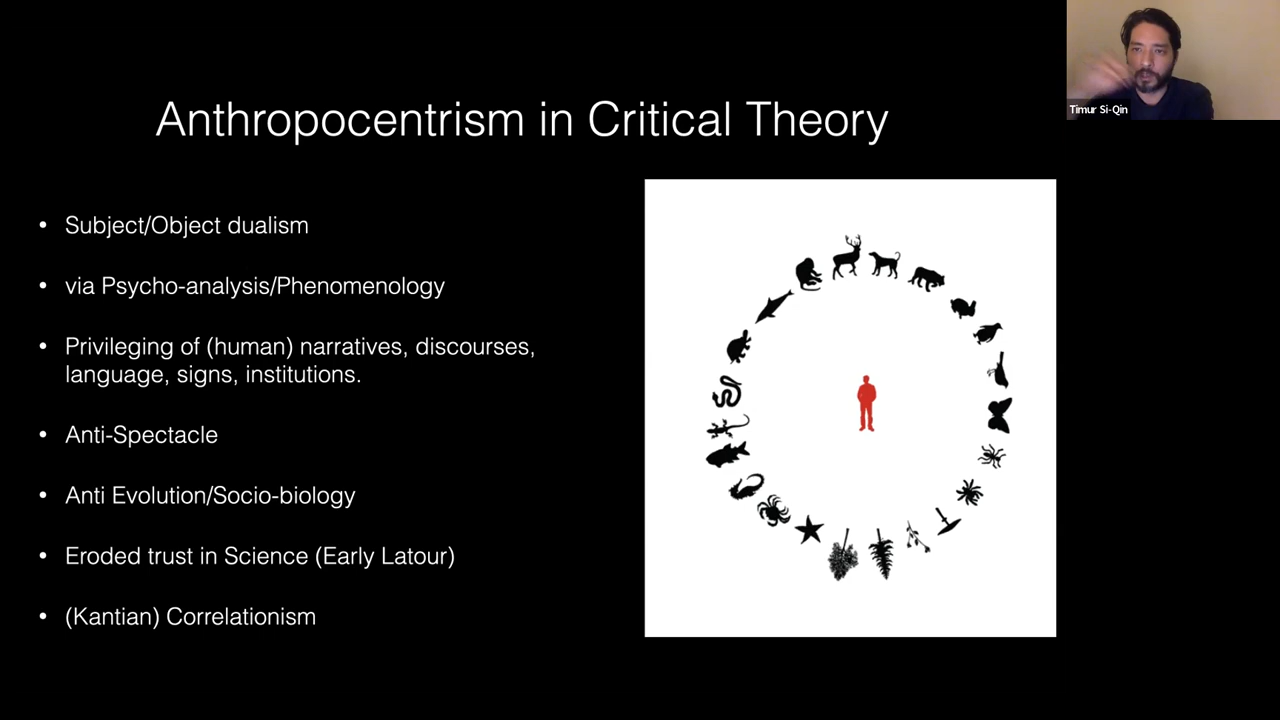 Anthropocentrism in Critical Theory
Timur Si-Qin
• Subject/Object dualism
• via Psycho-analysis/Phenomenology
• Privileging of (human) narratives, discourses,
language, signs, institutions.
• Anti-Spectacle
• Anti Evolution/Socio-biology
• Eroded trust in Science (Early Latour)
• (Kantian) Correlationism